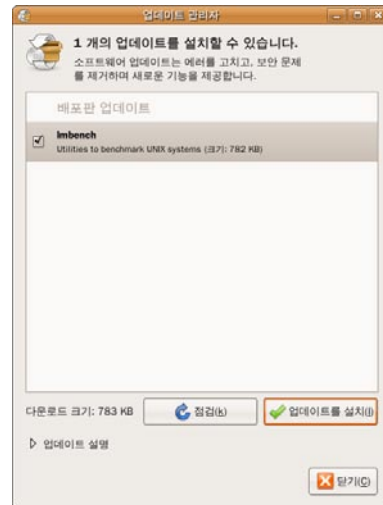 업데이트 관리자
1 개의 업데이트를 설치할 수 있습니다.
소프트웨어 업데이트는 에러를 고치고, 보안 문제
를 제거하며 새로운 기능을 제공합니다.
배포판 업데이트
lmbench
Utilities to benchmark UNIX systems (크기: 782 KB)
다운로드 크기: 783 KB
점검(k)
업데이트를 설치(I)
업데이트 설명
닫기(C)